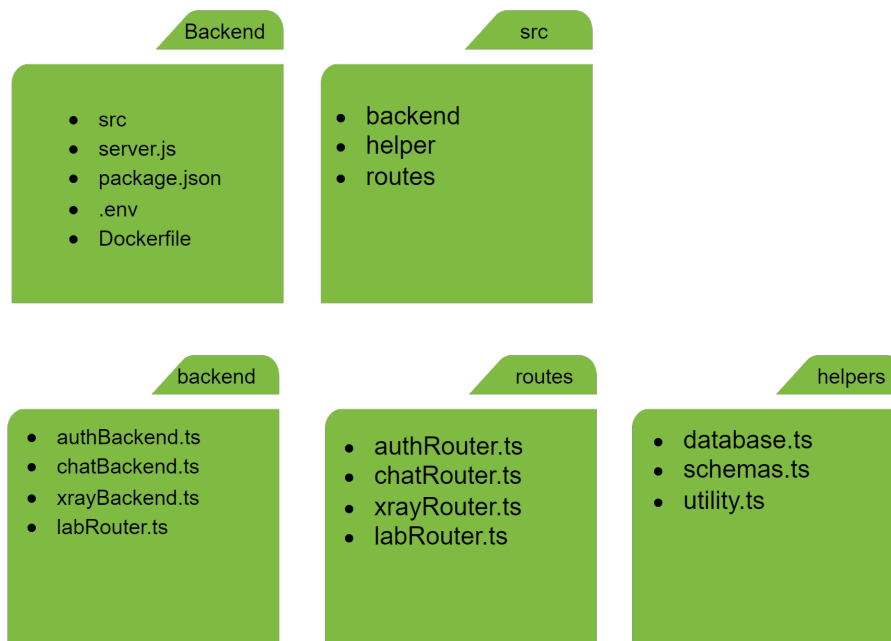 Backend
• src
• server.js
• package.json
• .env
• Dockerfile
src
• backend
• helper
• routes
backend
• authBackend.ts
• chatBackend.ts
• xrayBackend.ts
• labRouter.ts
routes
• authRouter.ts
• chatRouter.ts
• xrayRouter.ts
• labRouter.ts
helpers
• database.ts
• schemas.ts
• utility.ts